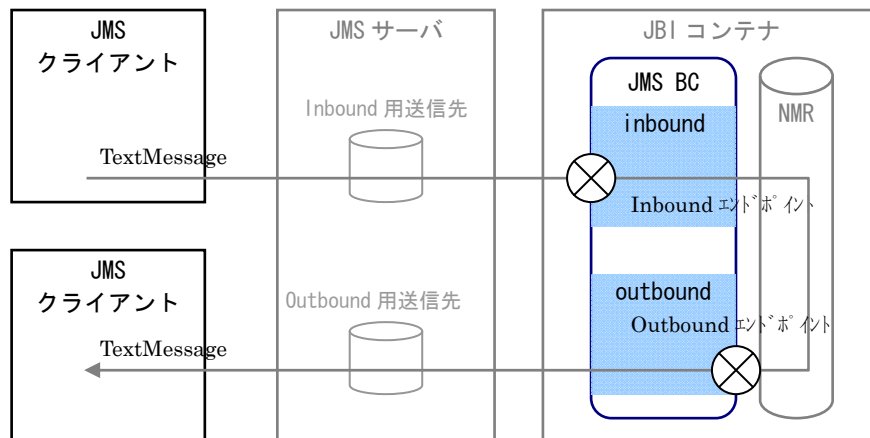 JMS
クライアント
JMS サーバ
JBI コンテナ
JMS BC
NMR
Inbound 用送信先
inbound
TextMessage
Inbound ｴﾝﾄﾞﾎﾟｲﾝﾄ
JMS
クライアント
Outbound 用送信先
outbound
Outbound ｴﾝﾄﾞﾎﾟｲﾝﾄ
TextMessage